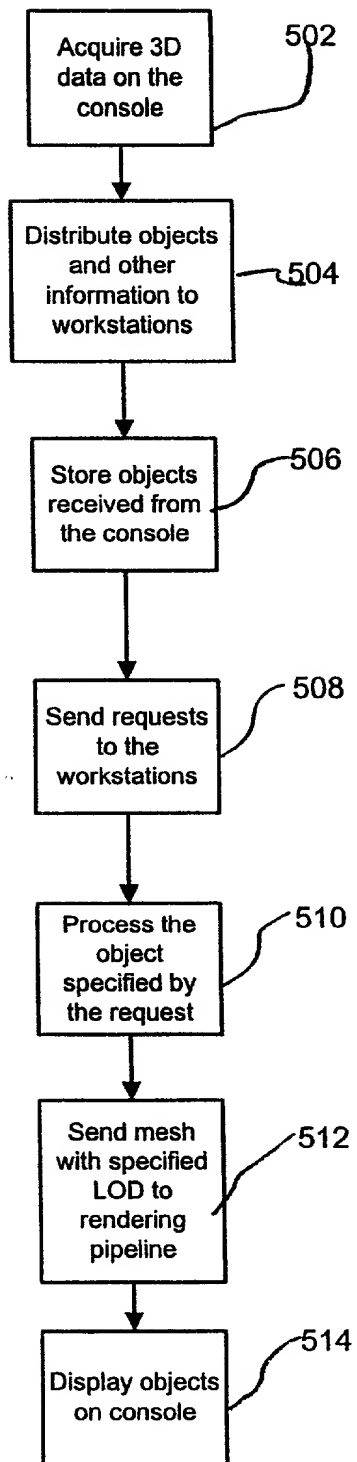 Acquire 3D
data on the
console
502
Distribute objects
and other
information to
workstations
504
Store objects
received from
the console
506
Send requests
to the
workstations
508
Process the
object
specified by
the request
510
Send mesh
with specified
LOD to
rendering
pipeline
512
Display objects
on console
514